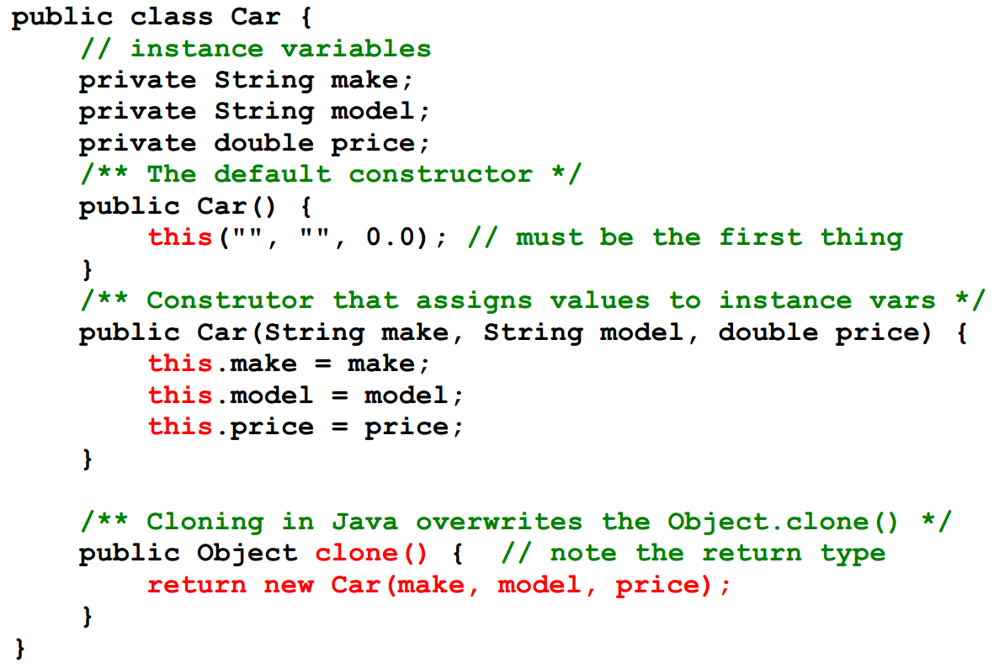 public class Car {
    // instance variables
    private String make;
    private String model;
    private double price;
    /** The default constructor */
    public Car() {
        this("", "", 0.0); // must be the first thing
    }
    /** Construtor that assigns values to instance vars */
    public Car(String make, String model, double price) {
        this.make = make;
        this.model = model;
        this.price = price;
    }

    /** Cloning in Java overwrites the Object.clone() */
    public Object clone() {  // note the return type
        return new Car(make, model, price);
    }
}